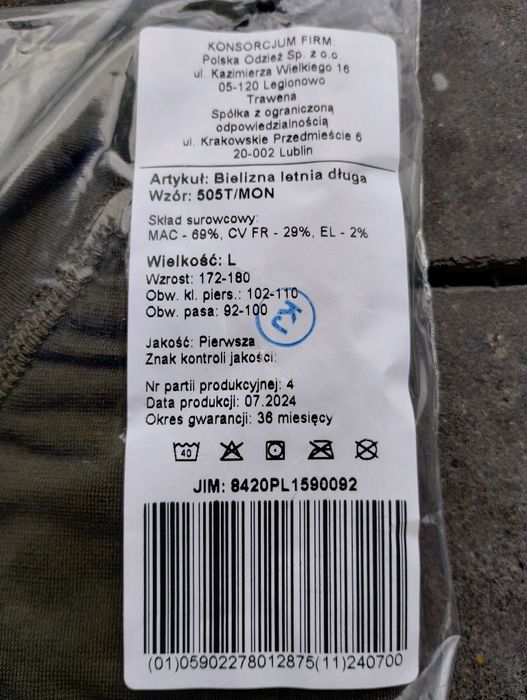 KONSORCJUM FIRM:
Polska Odzież Sp. z o.o
ul. Kazimierza Wielkiego 16
05-120 Legionowo
Trawena
Spółka z ograniczoną
odpowiedzialnością
ul. Krakowskie Przedmieście 6
20-002 Lublin
Artykuł: Bielizna letnia długa
Wzór: 505T/MON
Skład surowcowy:
MAC - 69%, CV FR - 29%, EL - 2%
Wielkość: L
Wzrost: 172-180
Obw. kl. piers.: 102-110
Obw. pasa: 92-100
KJ
Jakość: Pierwsza
Znak kontroli jakości:
Nr partii produkcyjnej: 4
Data produkcji: 07.2024
Okres gwarancji: 36 miesięcy
40
JIM: 8420PL1590092
(01)05902278012875(11)240700